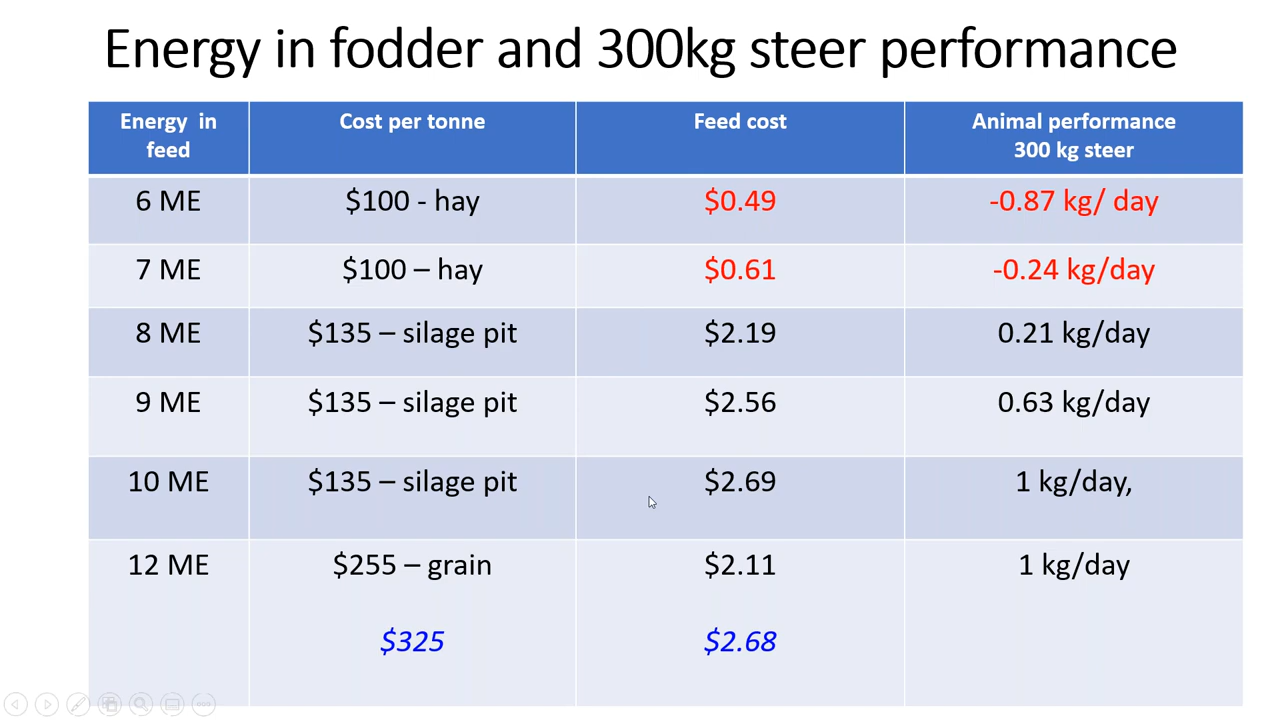 Energy in fodder and 300kg steer performance
Energy in
feed
Cost per tonne
Feed cost
Animal performance
300 kg steer
6 ME
$100 - hay
$0.49
-0.87 kg/ day
7 ME
$100 – hay
$0.61
-0.24 kg/day
8 ME
$135 – silage pit
$2.19
0.21 kg/day
9 ME
$135 – silage pit
$2.56
0.63 kg/day
10 ME
$135 – silage pit
$2.69
1 kg/day,
12 ME
$255 – grain
$2.11
1 kg/day
$325
$2.68